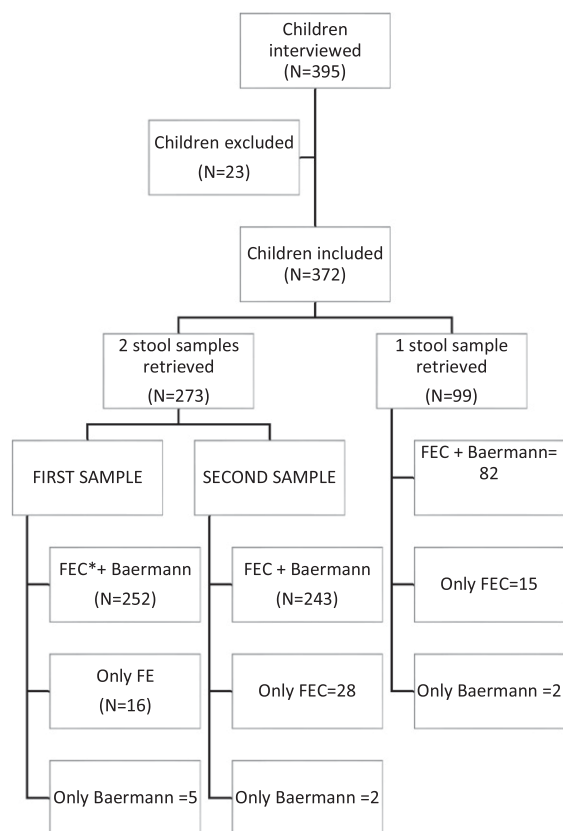 Children
interviewed
(N=395)
Children excluded
(N=23)
Children included
(N=372)
2 stool samples
retrieved
(N=273)
1 stool sample
retrieved
(N=99)
FIRST SAMPLE
SECOND SAMPLE
FEC + Baermann=
82
FEC*+ Baermann
(N=252)
FEC + Baermann
(N=243)
Only FEC=15
Only FE
(N=16)
Only FEC=28
Only Baermann =2
Only Baermann =5
Only Baermann =2